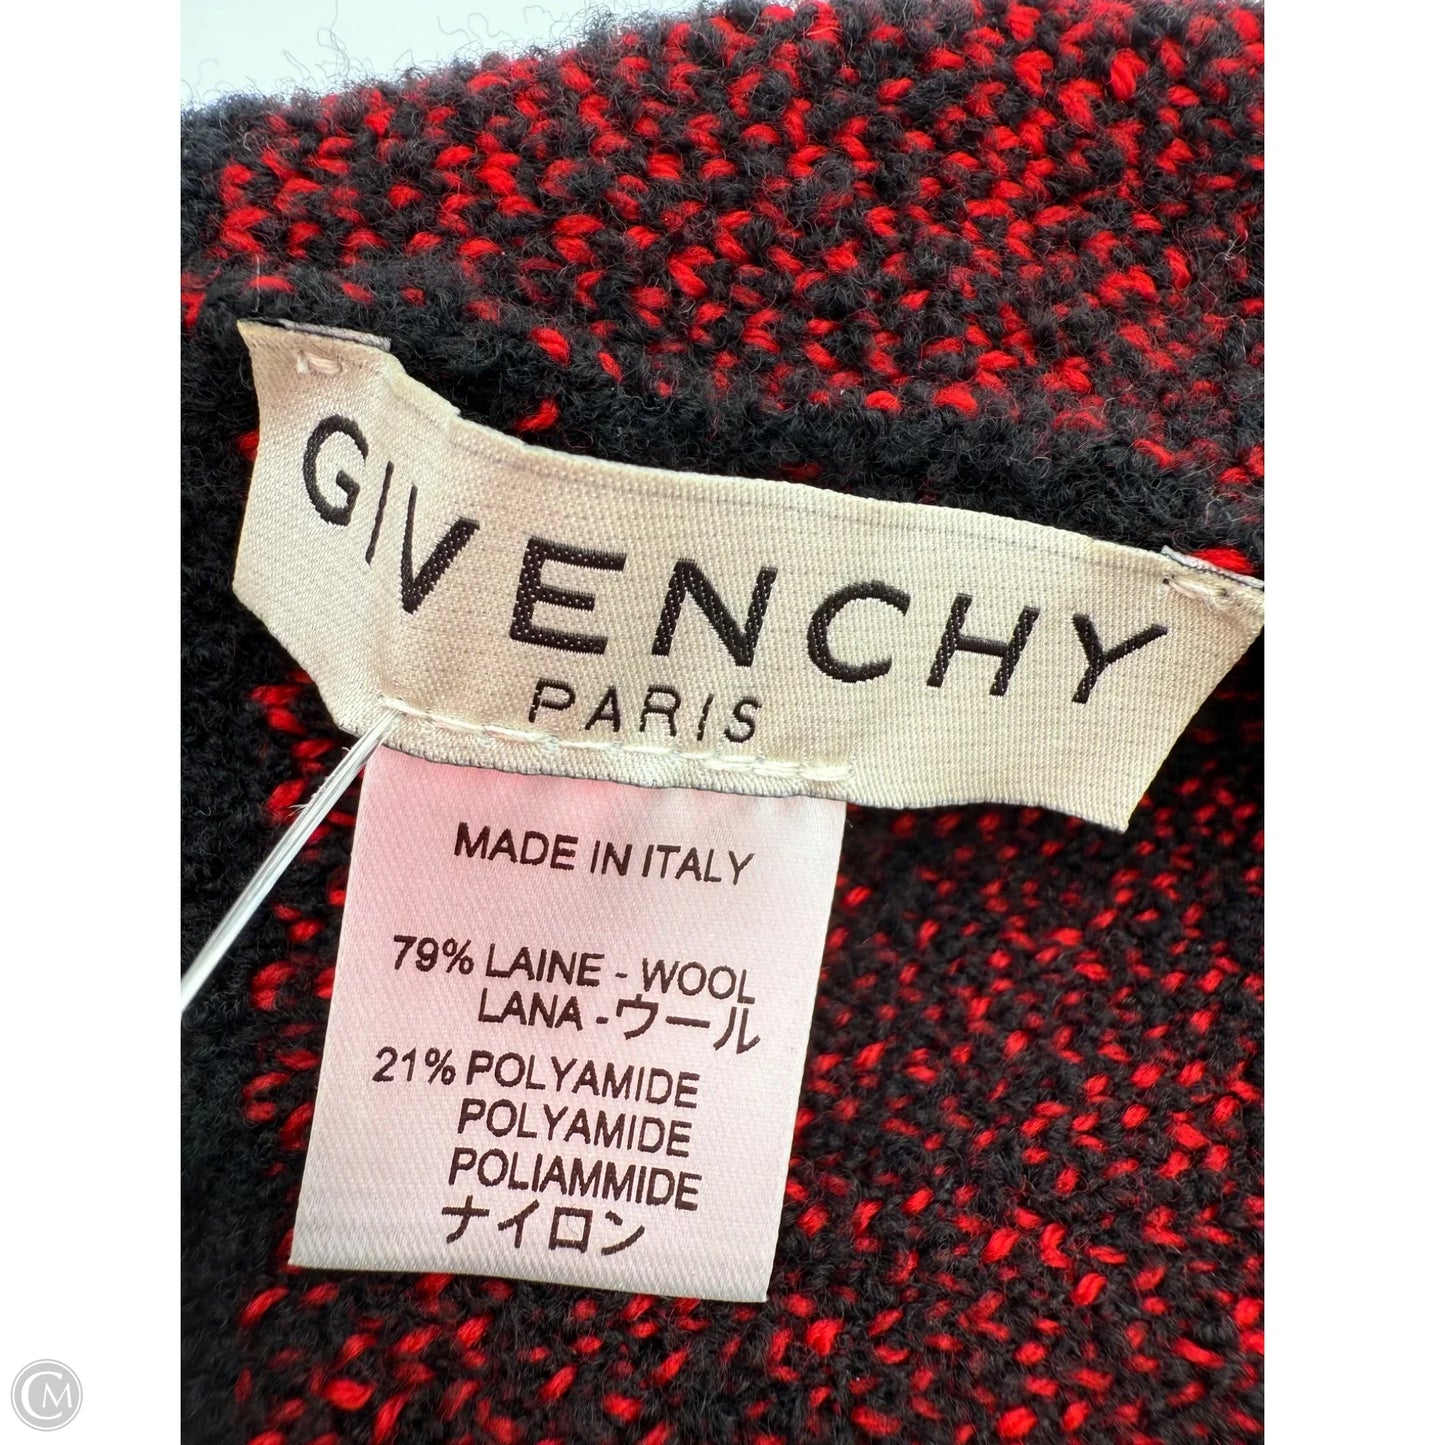 GIVENCHY
PARIS
MADE IN ITALY
79% LAINE - WOOL
LANA - ウール
21% POLYAMIDE
POLYAMIDE
POLIAMMIDE
ナイロン
CM